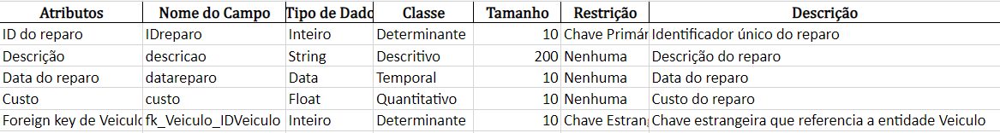 Atributos Nome do Campo Tipo de Dado Classe Tamanho Restrição Descrição
ID do reparo IDreparo Inteiro Determinante 10 Chave Primár Identificador único do reparo
Descrição descricao String Descritivo 200 Nenhuma Descrição do reparo
Data do reparo datareparo Data Temporal 10 Nenhuma Data do reparo
Custo custo Float Quantitativo 10 Nenhuma Custo do reparo
Foreign key de Veiculo fk_Veiculo_IDVeiculo Inteiro Determinante 10 Chave Estran Chave estrangeira que referencia a entidade Veiculo